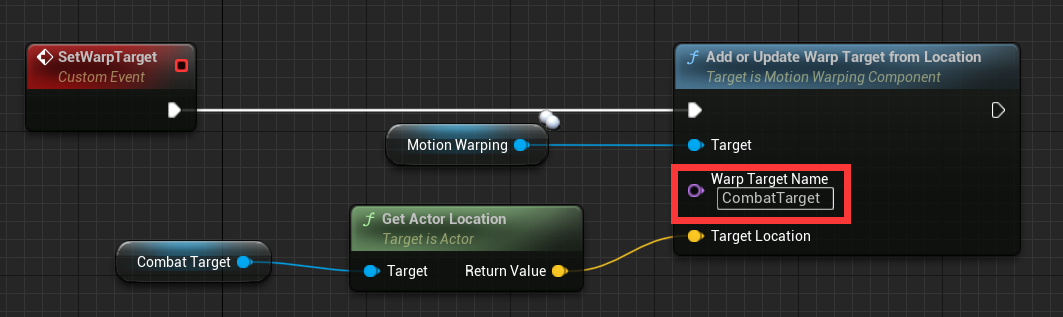 SetWarpTarget
Custom Event
Motion Warping
Combat Target
Get Actor Location
Target is Actor
Target
Return Value
Add or Update Warp Target from Location
Target is Motion Warping Component
Target
Warp Target Name
CombatTarget
Target Location